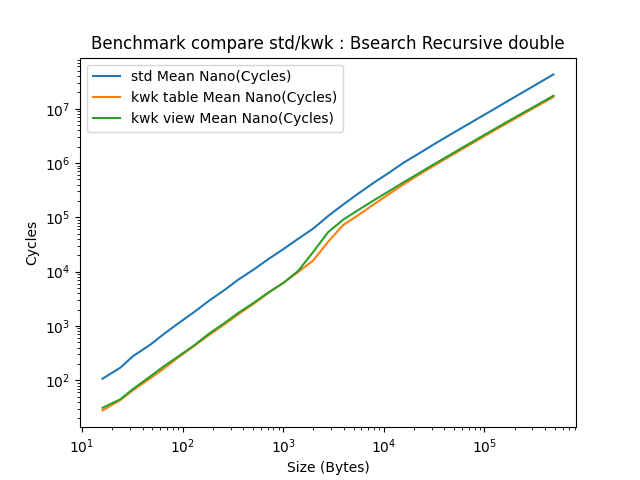 Benchmark compare std/kwk : Bsearch Recursive double
std Mean Nano(Cycles)
kwk table Mean Nano(Cycles)
kwk view Mean Nano(Cycles)
Cycles
10⁷
10⁶
10⁵
10⁴
10³
10²
10¹ 10² 10³ 10⁴ 10⁵
Size (Bytes)